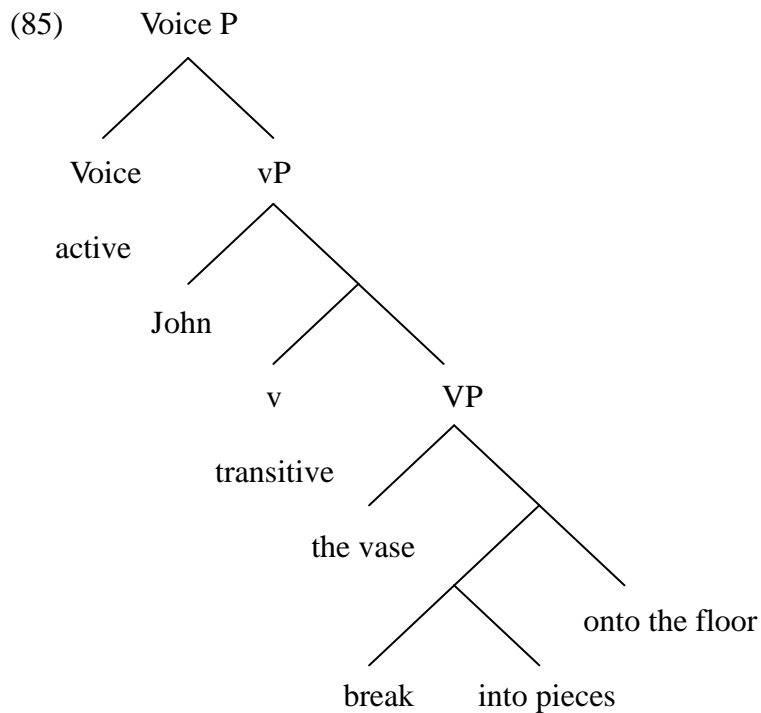 (85) Voice P
Voice vP
active
John
v VP
transitive
the vase
onto the floor
break into pieces